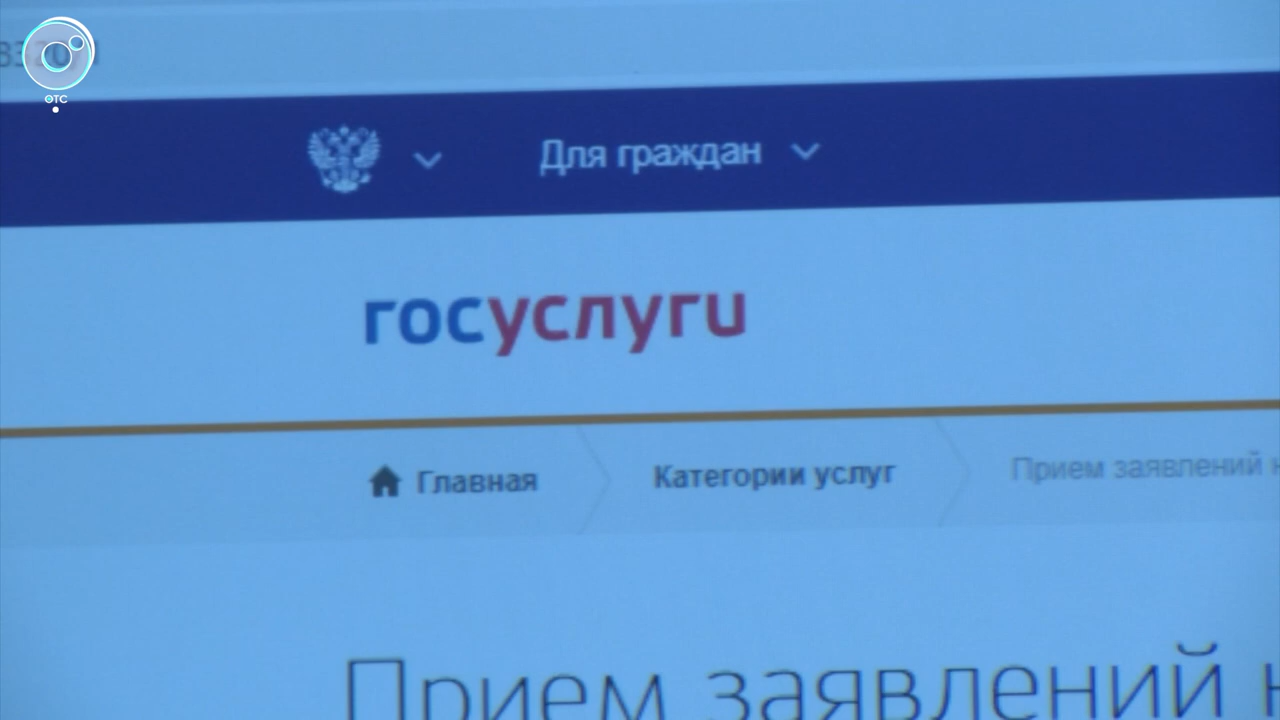 ОТС
Для граждан
госуслуги
Главная
Категории услуг
Прием заявлений
Прием заявлений